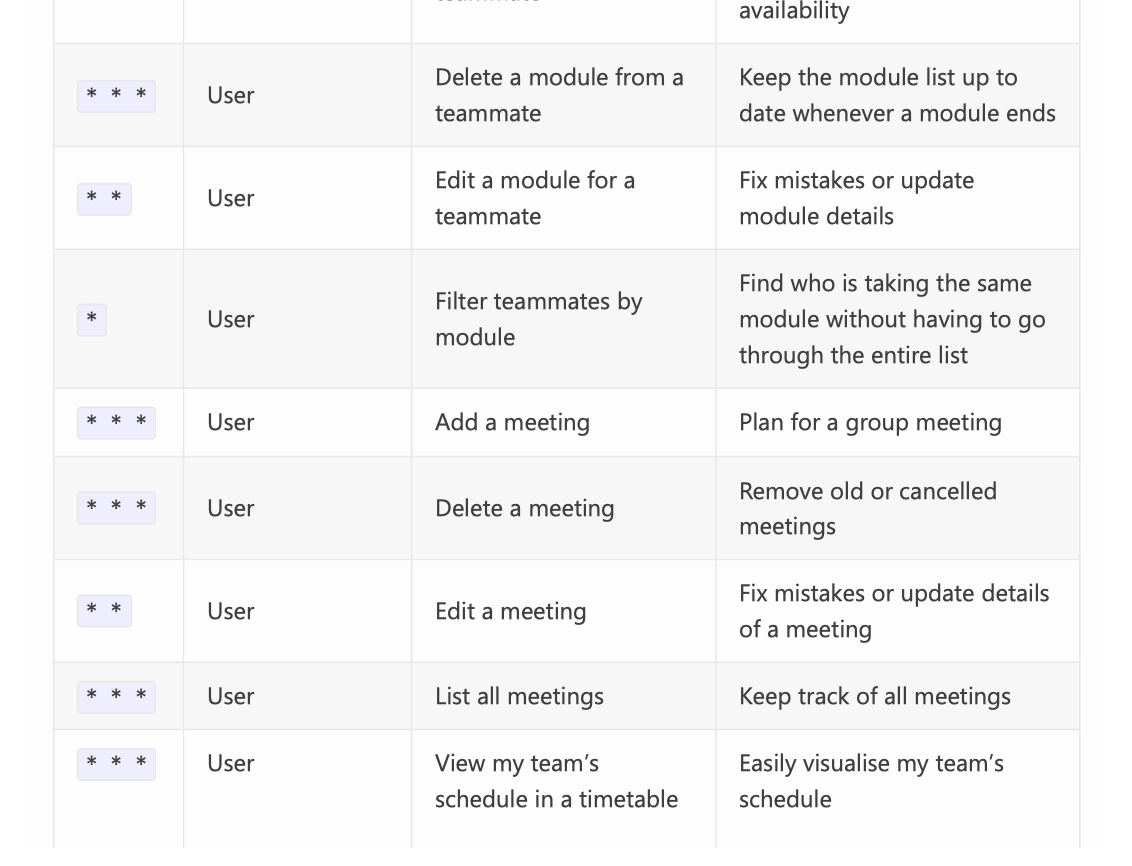 availability
* * *
User
Delete a module from a
teammate
Keep the module list up to
date whenever a module ends
* *
User
Edit a module for a
teammate
Fix mistakes or update
module details
*
User
Filter teammates by
module
Find who is taking the same
module without having to go
through the entire list
* * *
User
Add a meeting
Plan for a group meeting
* * *
User
Delete a meeting
Remove old or cancelled
meetings
* *
User
Edit a meeting
Fix mistakes or update details
of a meeting
* * *
User
List all meetings
Keep track of all meetings
* * *
User
View my team’s
schedule in a timetable
Easily visualise my team’s
schedule